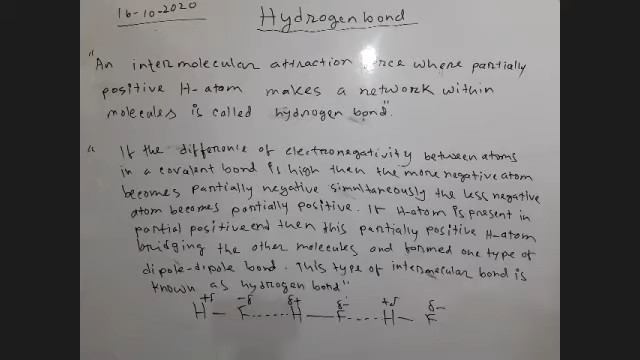 16-10-2020
Hydrogen bond
"An intermolecular attraction force where partially
positive H-atom makes a network within
molecules is called hydrogen bond."
" If the difference of electronegativity between atoms
in a covalent bond is high then the more negative atom
becomes partially negative simultaneously the less negative
atom becomes partially positive. If H-atom is present in
partial positive end then this partially positive H-atom
bridging the other molecules and formed one type of
dipole-dipole bond. This type of intermolecular bond is
known as hydrogen bond"
+δ -δ δ+ δ- +δ δ-
H – F ...... H — F .... H – F